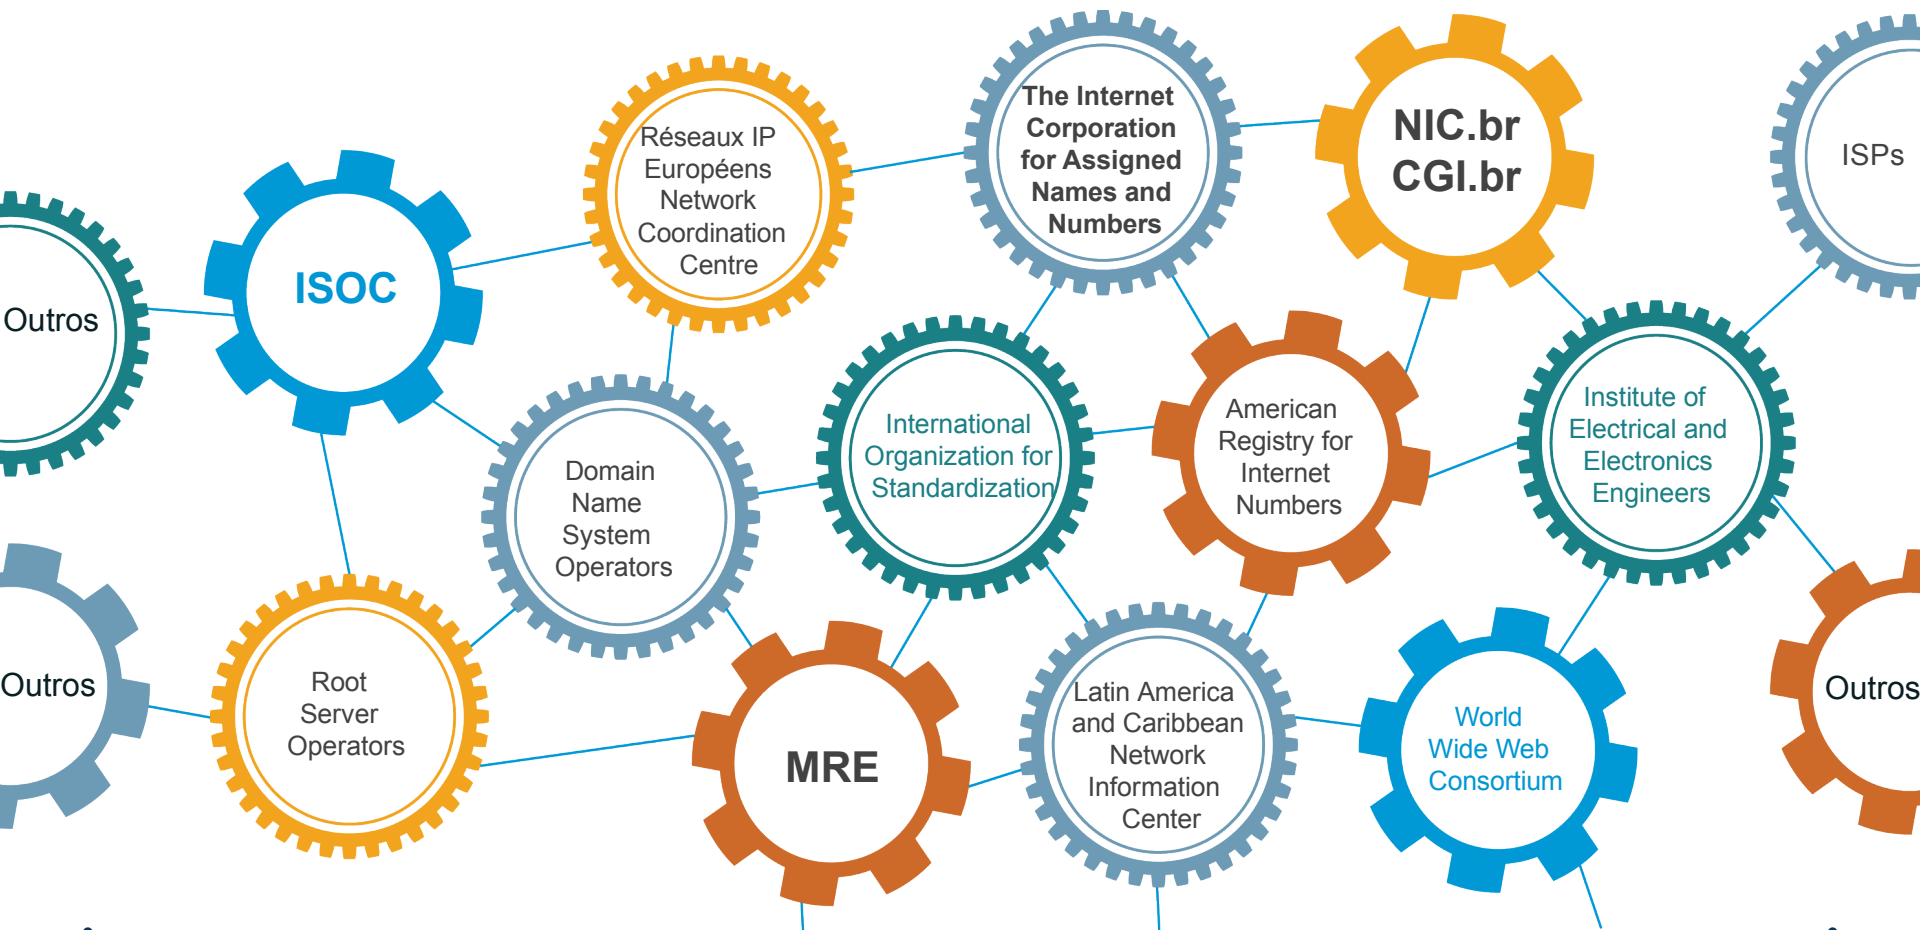 The Internet
Corporation
for Assigned
Names and
Numbers
NIC.br
CGI.br
ISPs
Réseaux IP
Européens
Network
Coordination
Centre
ISOC
Outros
International
Organization for
Standardization
American
Registry for
Internet
Numbers
Institute of
Electrical and
Electronics
Engineers
Domain
Name
System
Operators
Outros
Root
Server
Operators
MRE
Latin America
and Caribbean
Network
Information
Center
World
Wide Web
Consortium
Outros